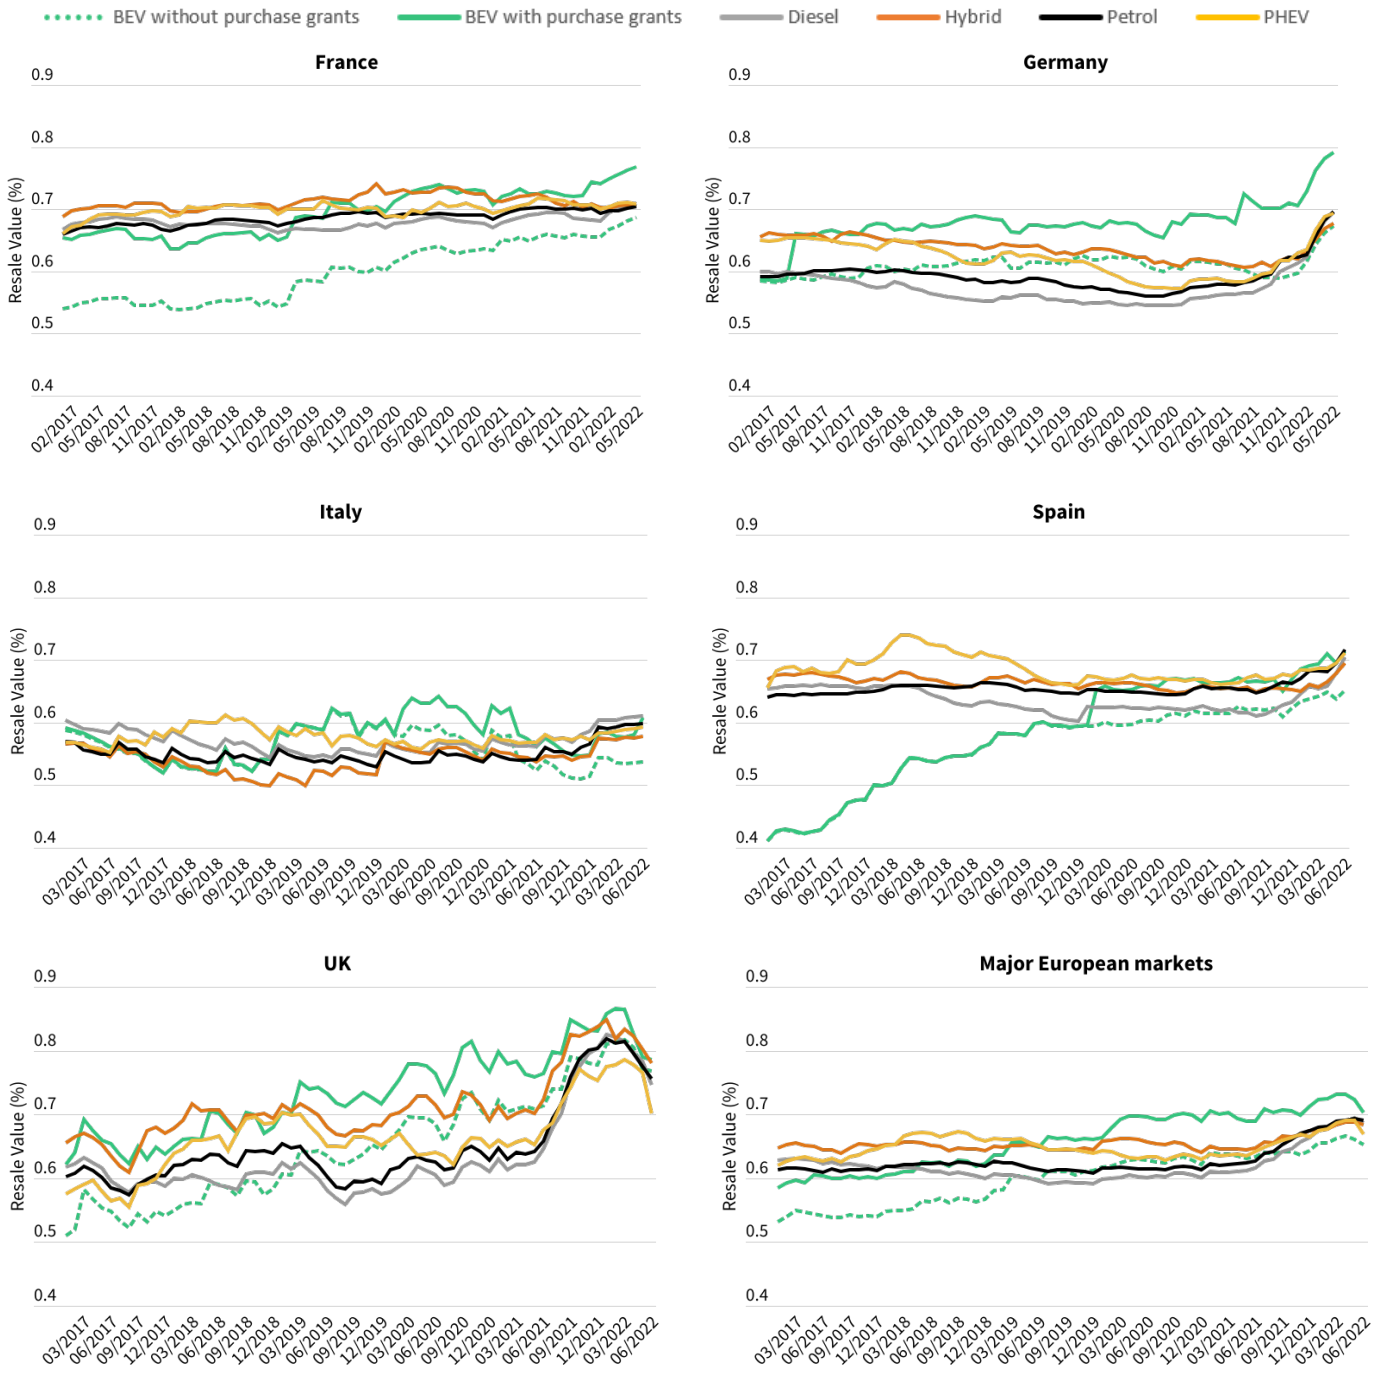 BEV without purchase grants BEV with purchase grants Diesel Hybrid Petrol PHEV
France
Resale Value (%)
0.9
0.8
0.7
0.6
0.5
0.4
02/2017 05/2017 08/2017 11/2017 02/2018 05/2018 08/2018 11/2018 02/2019 05/2019 08/2019 11/2019 02/2020 05/2020 08/2020 11/2020 02/2021 05/2021 08/2021 11/2021 02/2022 05/2022
Germany
Resale Value (%)
0.9
0.8
0.7
0.6
0.5
0.4
02/2017 05/2017 08/2017 11/2017 02/2018 05/2018 08/2018 11/2018 02/2019 05/2019 08/2019 11/2019 02/2020 05/2020 08/2020 11/2020 02/2021 05/2021 08/2021 11/2021 02/2022 05/2022
Italy
Resale Value (%)
0.9
0.8
0.7
0.6
0.5
0.4
03/2017 06/2017 09/2017 12/2017 03/2018 06/2018 09/2018 12/2018 03/2019 06/2019 09/2019 12/2019 03/2020 06/2020 09/2020 12/2020 03/2021 06/2021 09/2021 12/2021 03/2022 06/2022
Spain
Resale Value (%)
0.9
0.8
0.7
0.6
0.5
0.4
03/2017 06/2017 09/2017 12/2017 03/2018 06/2018 09/2018 12/2018 03/2019 06/2019 09/2019 12/2019 03/2020 06/2020 09/2020 12/2020 03/2021 06/2021 09/2021 12/2021 03/2022 06/2022
UK
Resale Value (%)
0.9
0.8
0.7
0.6
0.5
0.4
03/2017 06/2017 09/2017 12/2017 03/2018 06/2018 09/2018 12/2018 03/2019 06/2019 09/2019 12/2019 03/2020 06/2020 09/2020 12/2020 03/2021 06/2021 09/2021 12/2021 03/2022 06/2022
Major European markets
Resale Value (%)
0.9
0.8
0.7
0.6
0.5
0.4
03/2017 06/2017 09/2017 12/2017 03/2018 06/2018 09/2018 12/2018 03/2019 06/2019 09/2019 12/2019 03/2020 06/2020 09/2020 12/2020 03/2021 06/2021 09/2021 12/2021 03/2022 06/2022